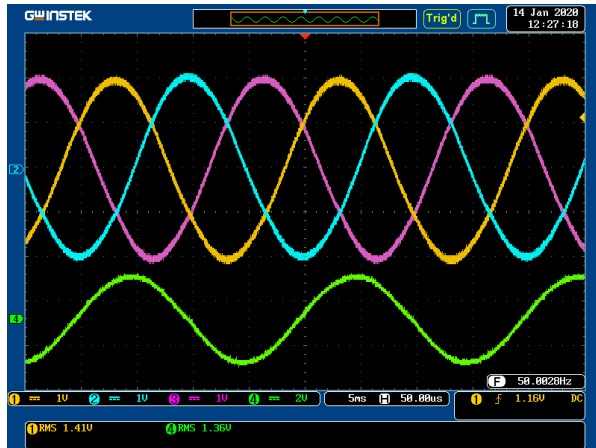 GWINSTEK
Trig'd
14 Jan 2020
12:27:18
2
4
F 50.0028Hz
1 1V 2 1V 3 1V 4 2V 5ms H 50.00us 1 1.16V DC
1 RMS 1.41V 4 RMS 1.36V